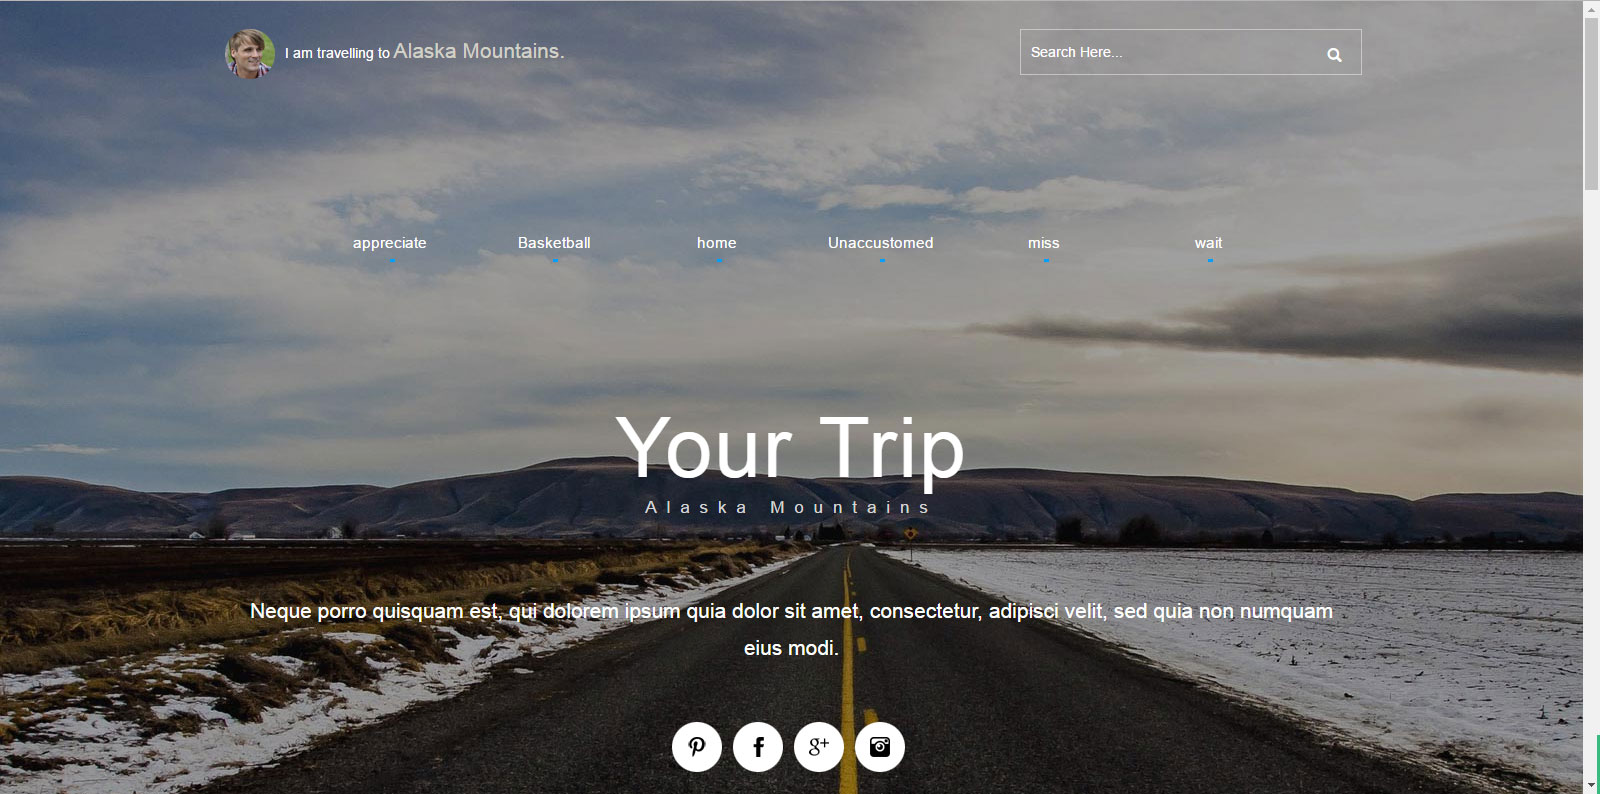 I am travelling to Alaska Mountains.
Search Here...
appreciate Basketball home Unaccustomed miss wait
Your Trip
Alaska Mountains
Neque porro quisquam est, qui dolorem ipsum quia dolor sit amet, consectetur, adipisci velit, sed quia non numquam
eius modi.